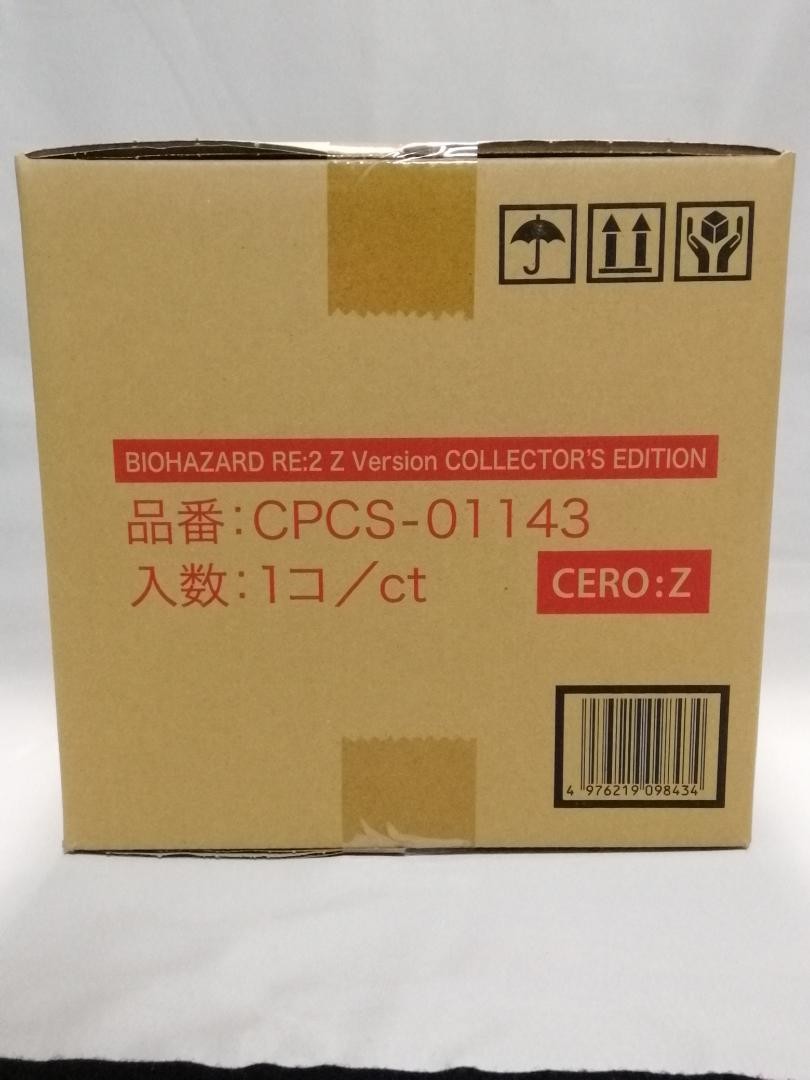 BIOHAZARD RE:2 Z Version COLLECTOR'S EDITION
品番:CPCS-01143
入数:1コ/ct
CERO:Z
4 976219 098434